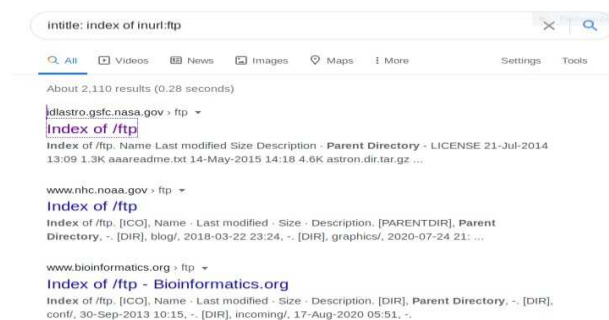 intitle: index of inurl:ftp
All Videos News Images Maps More Settings Tools
About 2,110 results (0.28 seconds)
idlastro.gsfc.nasa.gov › ftp
Index of /ftp
Index of /ftp. Name Last modified Size Description · Parent Directory - LICENSE 21-Jul-2014
13:09 1.3K aaareadme.txt 14-May-2015 14:18 4.6K astron.dir.tar.gz ...
www.nhc.noaa.gov › ftp
Index of /ftp
Index of /ftp. [ICO], Name · Last modified · Size · Description. [PARENTDIR], Parent
Directory, -. [DIR], blog/, 2018-03-22 23:24, -. [DIR], graphics/, 2020-07-24 21: ...
www.bioinformatics.org › ftp
Index of /ftp - Bioinformatics.org
Index of /ftp. [ICO], Name · Last modified · Size · Description. [DIR], Parent Directory, -. [DIR],
conf/, 30-Sep-2013 10:15, -. [DIR], incoming/, 17-Aug-2020 05:51, -.